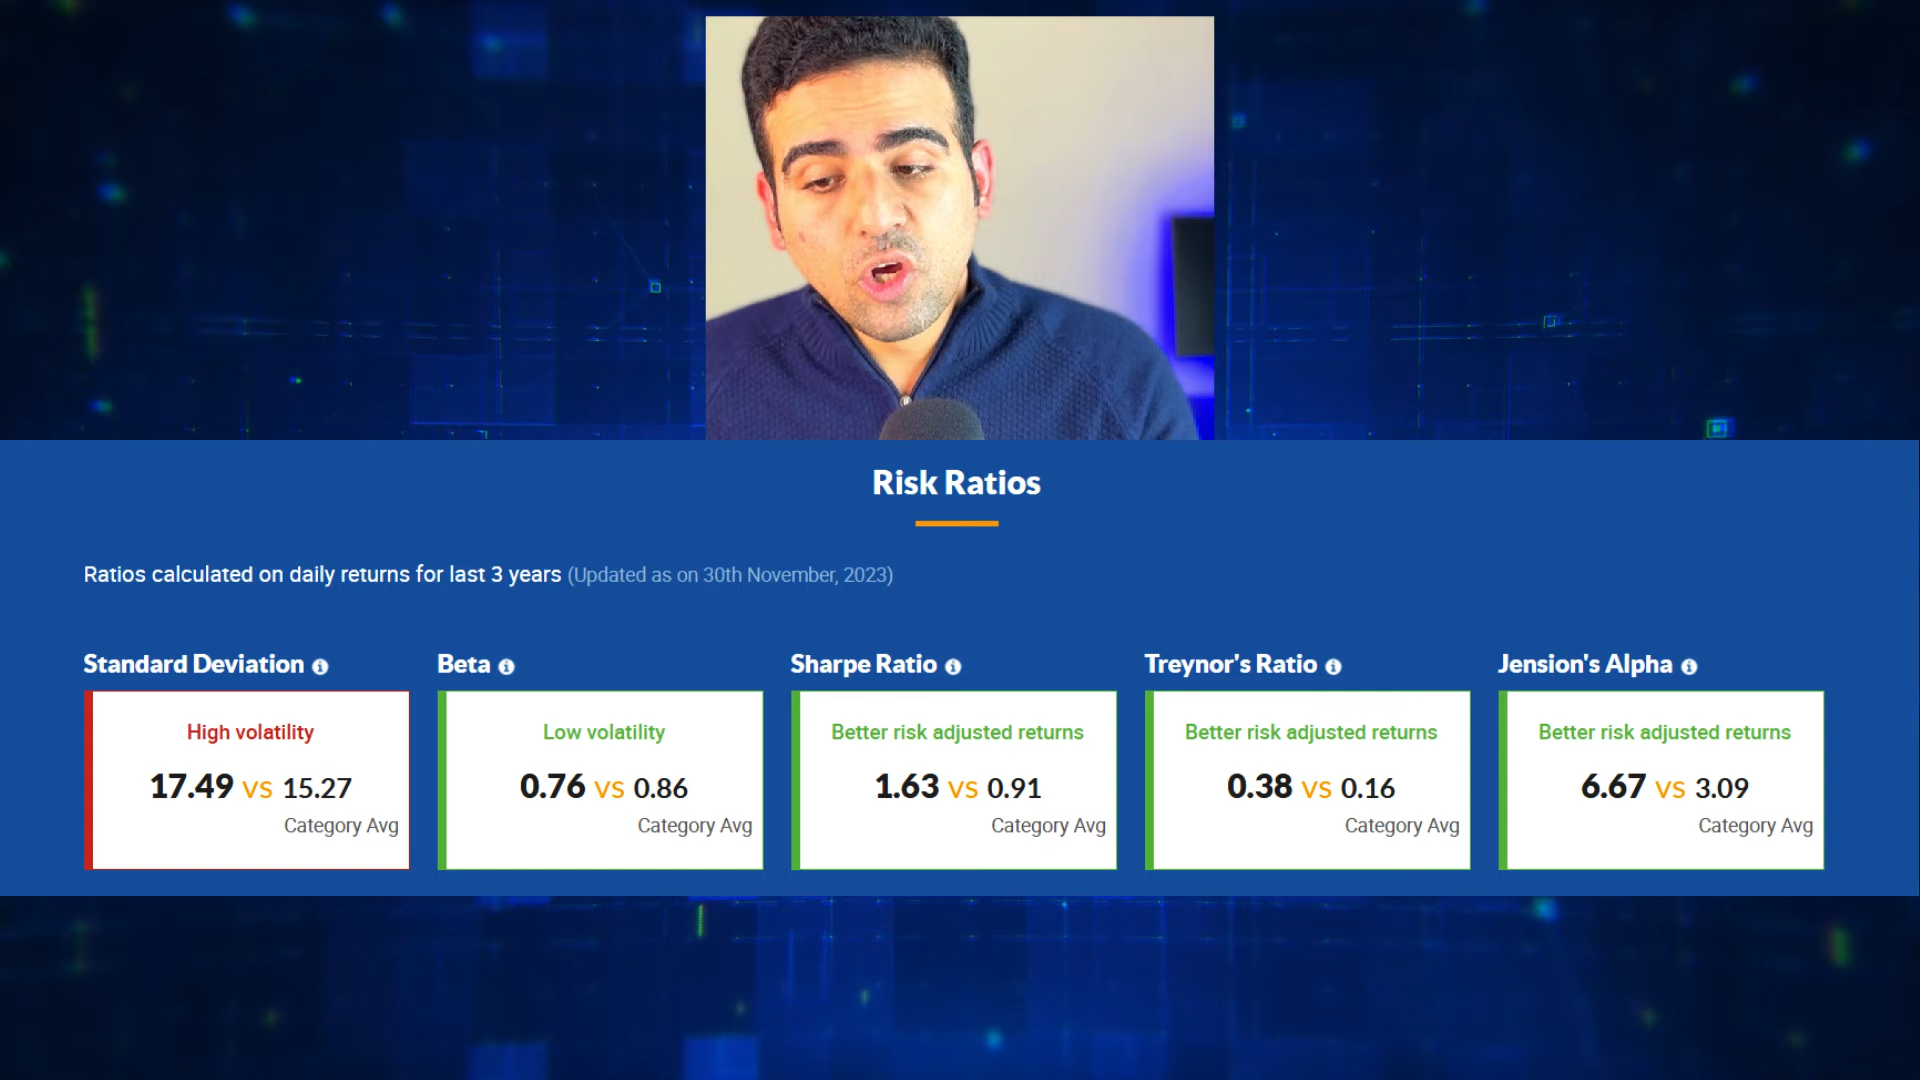 Risk Ratios
Ratios calculated on daily returns for last 3 years (Updated as on 30th November, 2023)
Standard Deviation
High volatility
17.49 vs 15.27
Category Avg
Beta
Low volatility
0.76 vs 0.86
Category Avg
Sharpe Ratio
Better risk adjusted returns
1.63 vs 0.91
Category Avg
Treynor's Ratio
Better risk adjusted returns
0.38 vs 0.16
Category Avg
Jension's Alpha
Better risk adjusted returns
6.67 vs 3.09
Category Avg